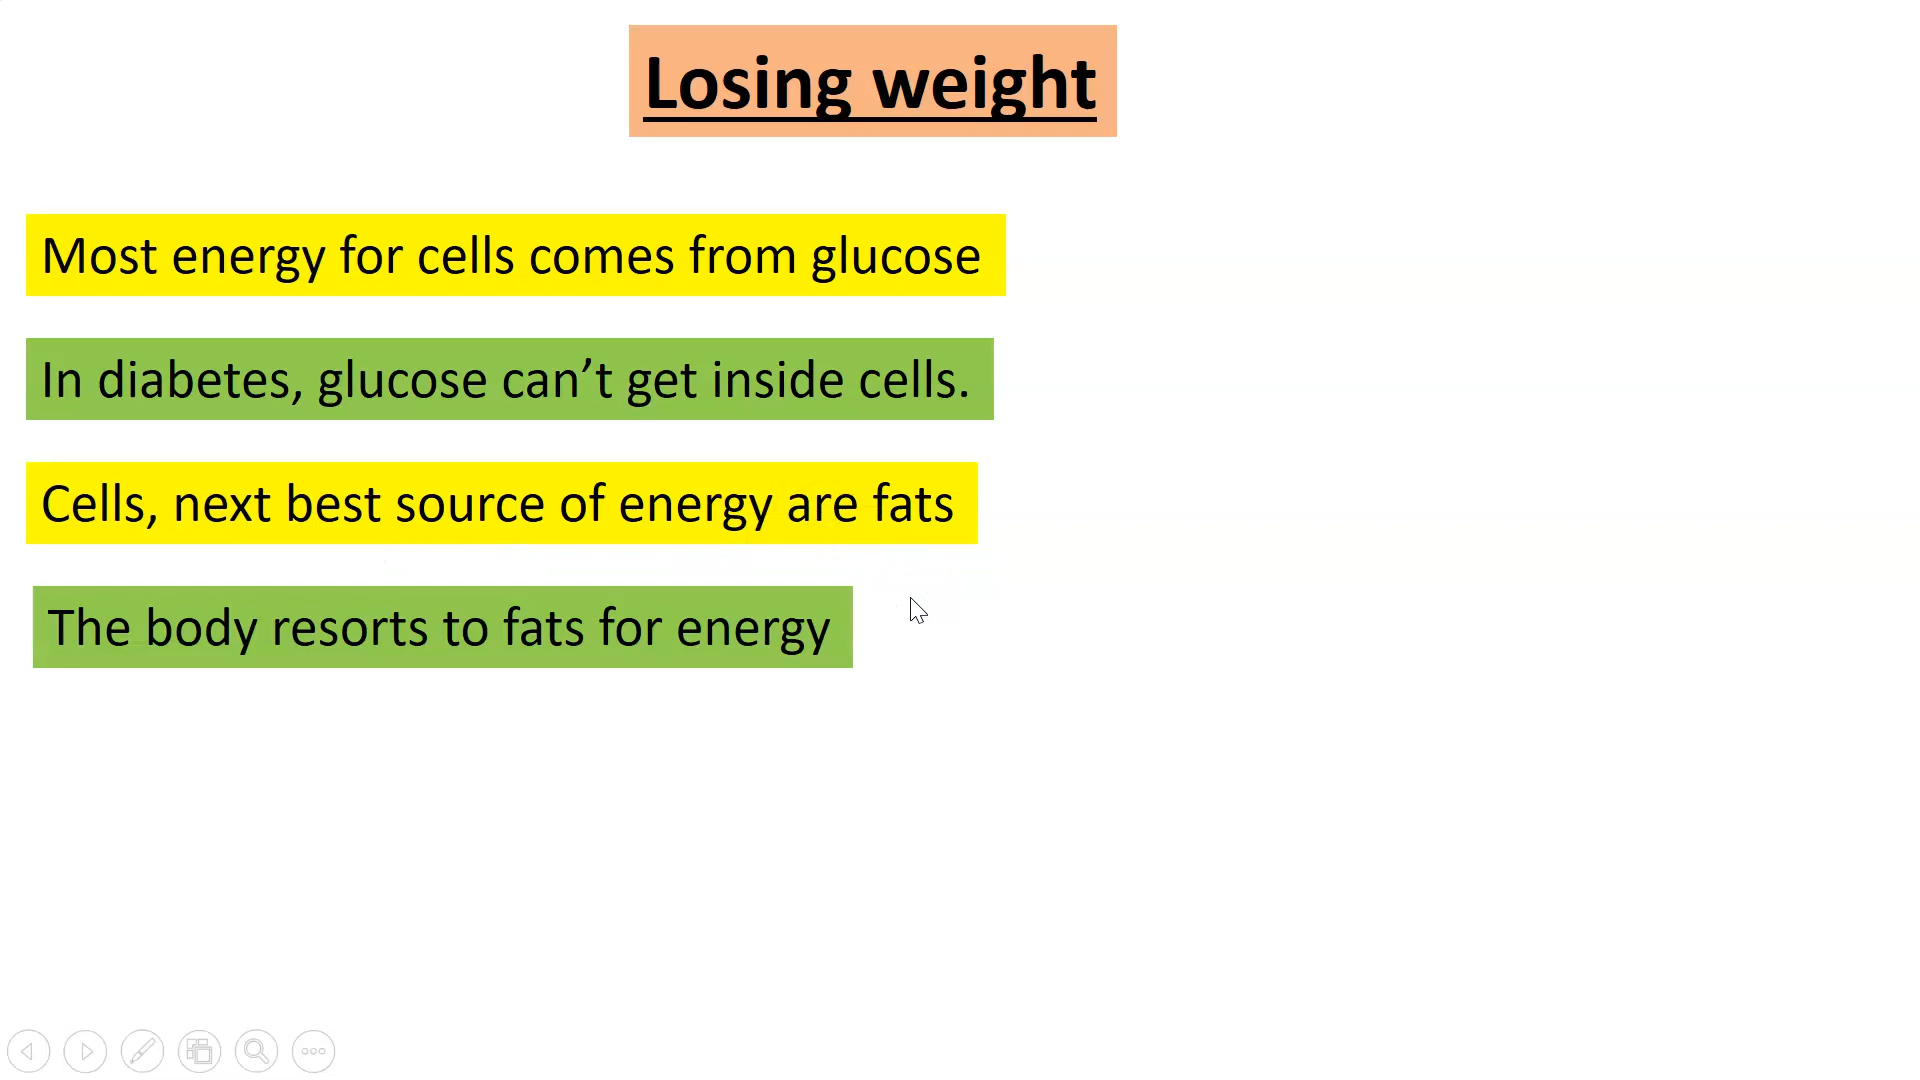 Losing weight
Most energy for cells comes from glucose
In diabetes, glucose can’t get inside cells.
Cells, next best source of energy are fats
The body resorts to fats for energy